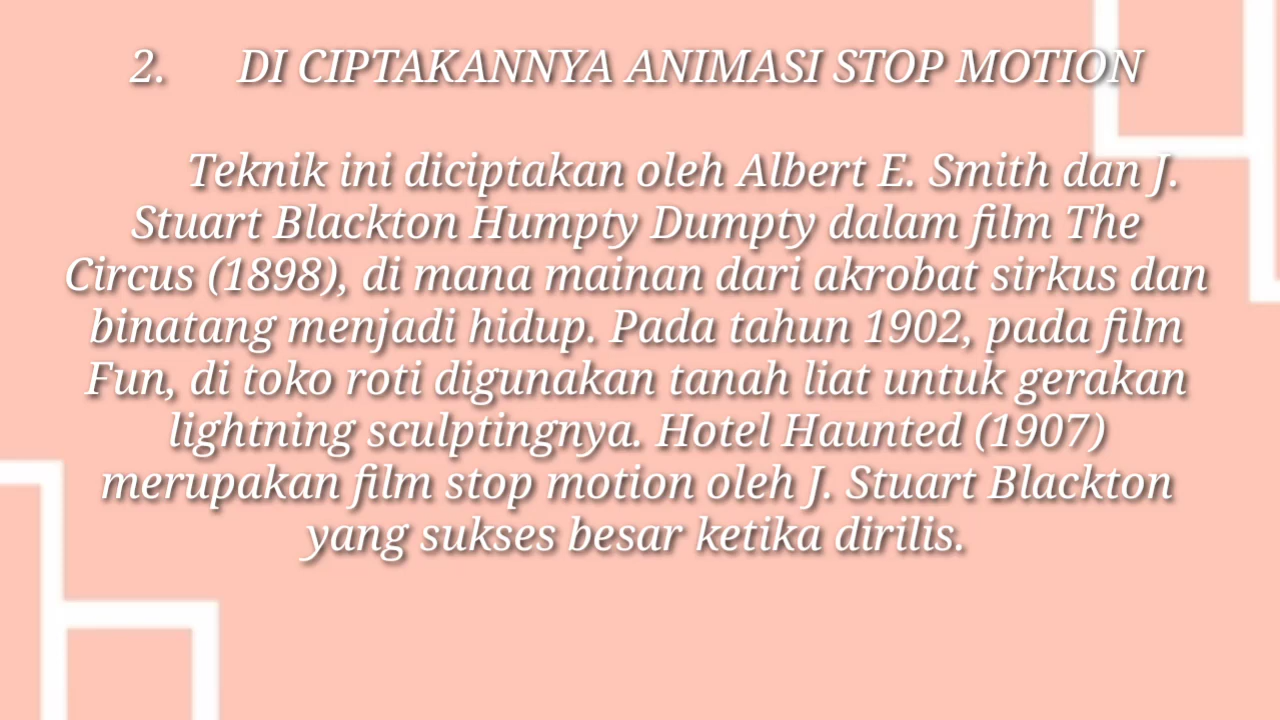 2. DI CIPTAKANNYA ANIMASI STOP MOTION
Teknik ini diciptakan oleh Albert E. Smith dan J.
Stuart Blackton Humpty Dumpty dalam film The
Circus (1898), di mana mainan dari akrobat sirkus dan
binatang menjadi hidup. Pada tahun 1902, pada film
Fun, di toko roti digunakan tanah liat untuk gerakan
lightning sculptingnya. Hotel Haunted (1907)
merupakan film stop motion oleh J. Stuart Blackton
yang sukses besar ketika dirilis.